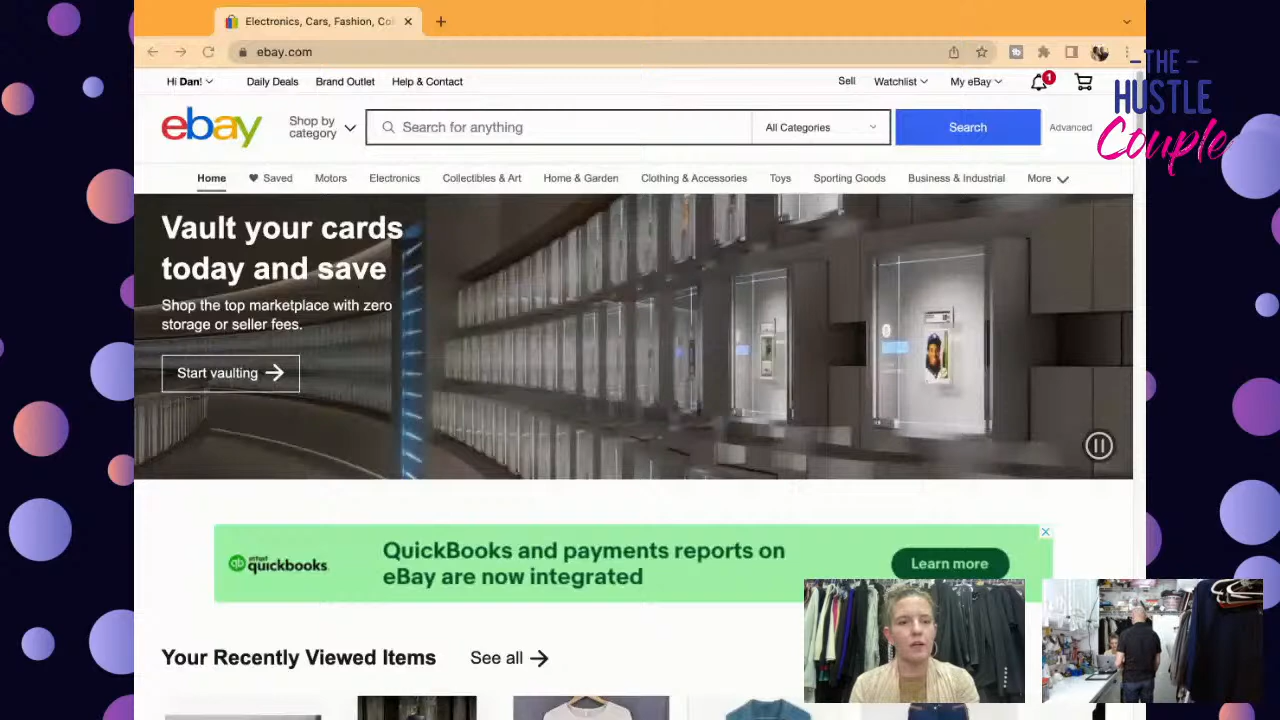 Electronics, Cars, Fashion, Col
ebay.com
Hi Dan!
Daily Deals
Brand Outlet
Help & Contact
Sell
Watchlist
My eBay
1
-THE-
HUSTLE
Couple
ebay
Shop by
category
Search for anything
All Categories
Search
Advanced
Home
Saved
Motors
Electronics
Collectibles & Art
Home & Garden
Clothing & Accessories
Toys
Sporting Goods
Business & Industrial
More
Vault your cards
today and save
Shop the top marketplace with zero
storage or seller fees.
Start vaulting
intuit
qb quickbooks.
QuickBooks and payments reports on
eBay are now integrated
Learn more
Your Recently Viewed Items
See all